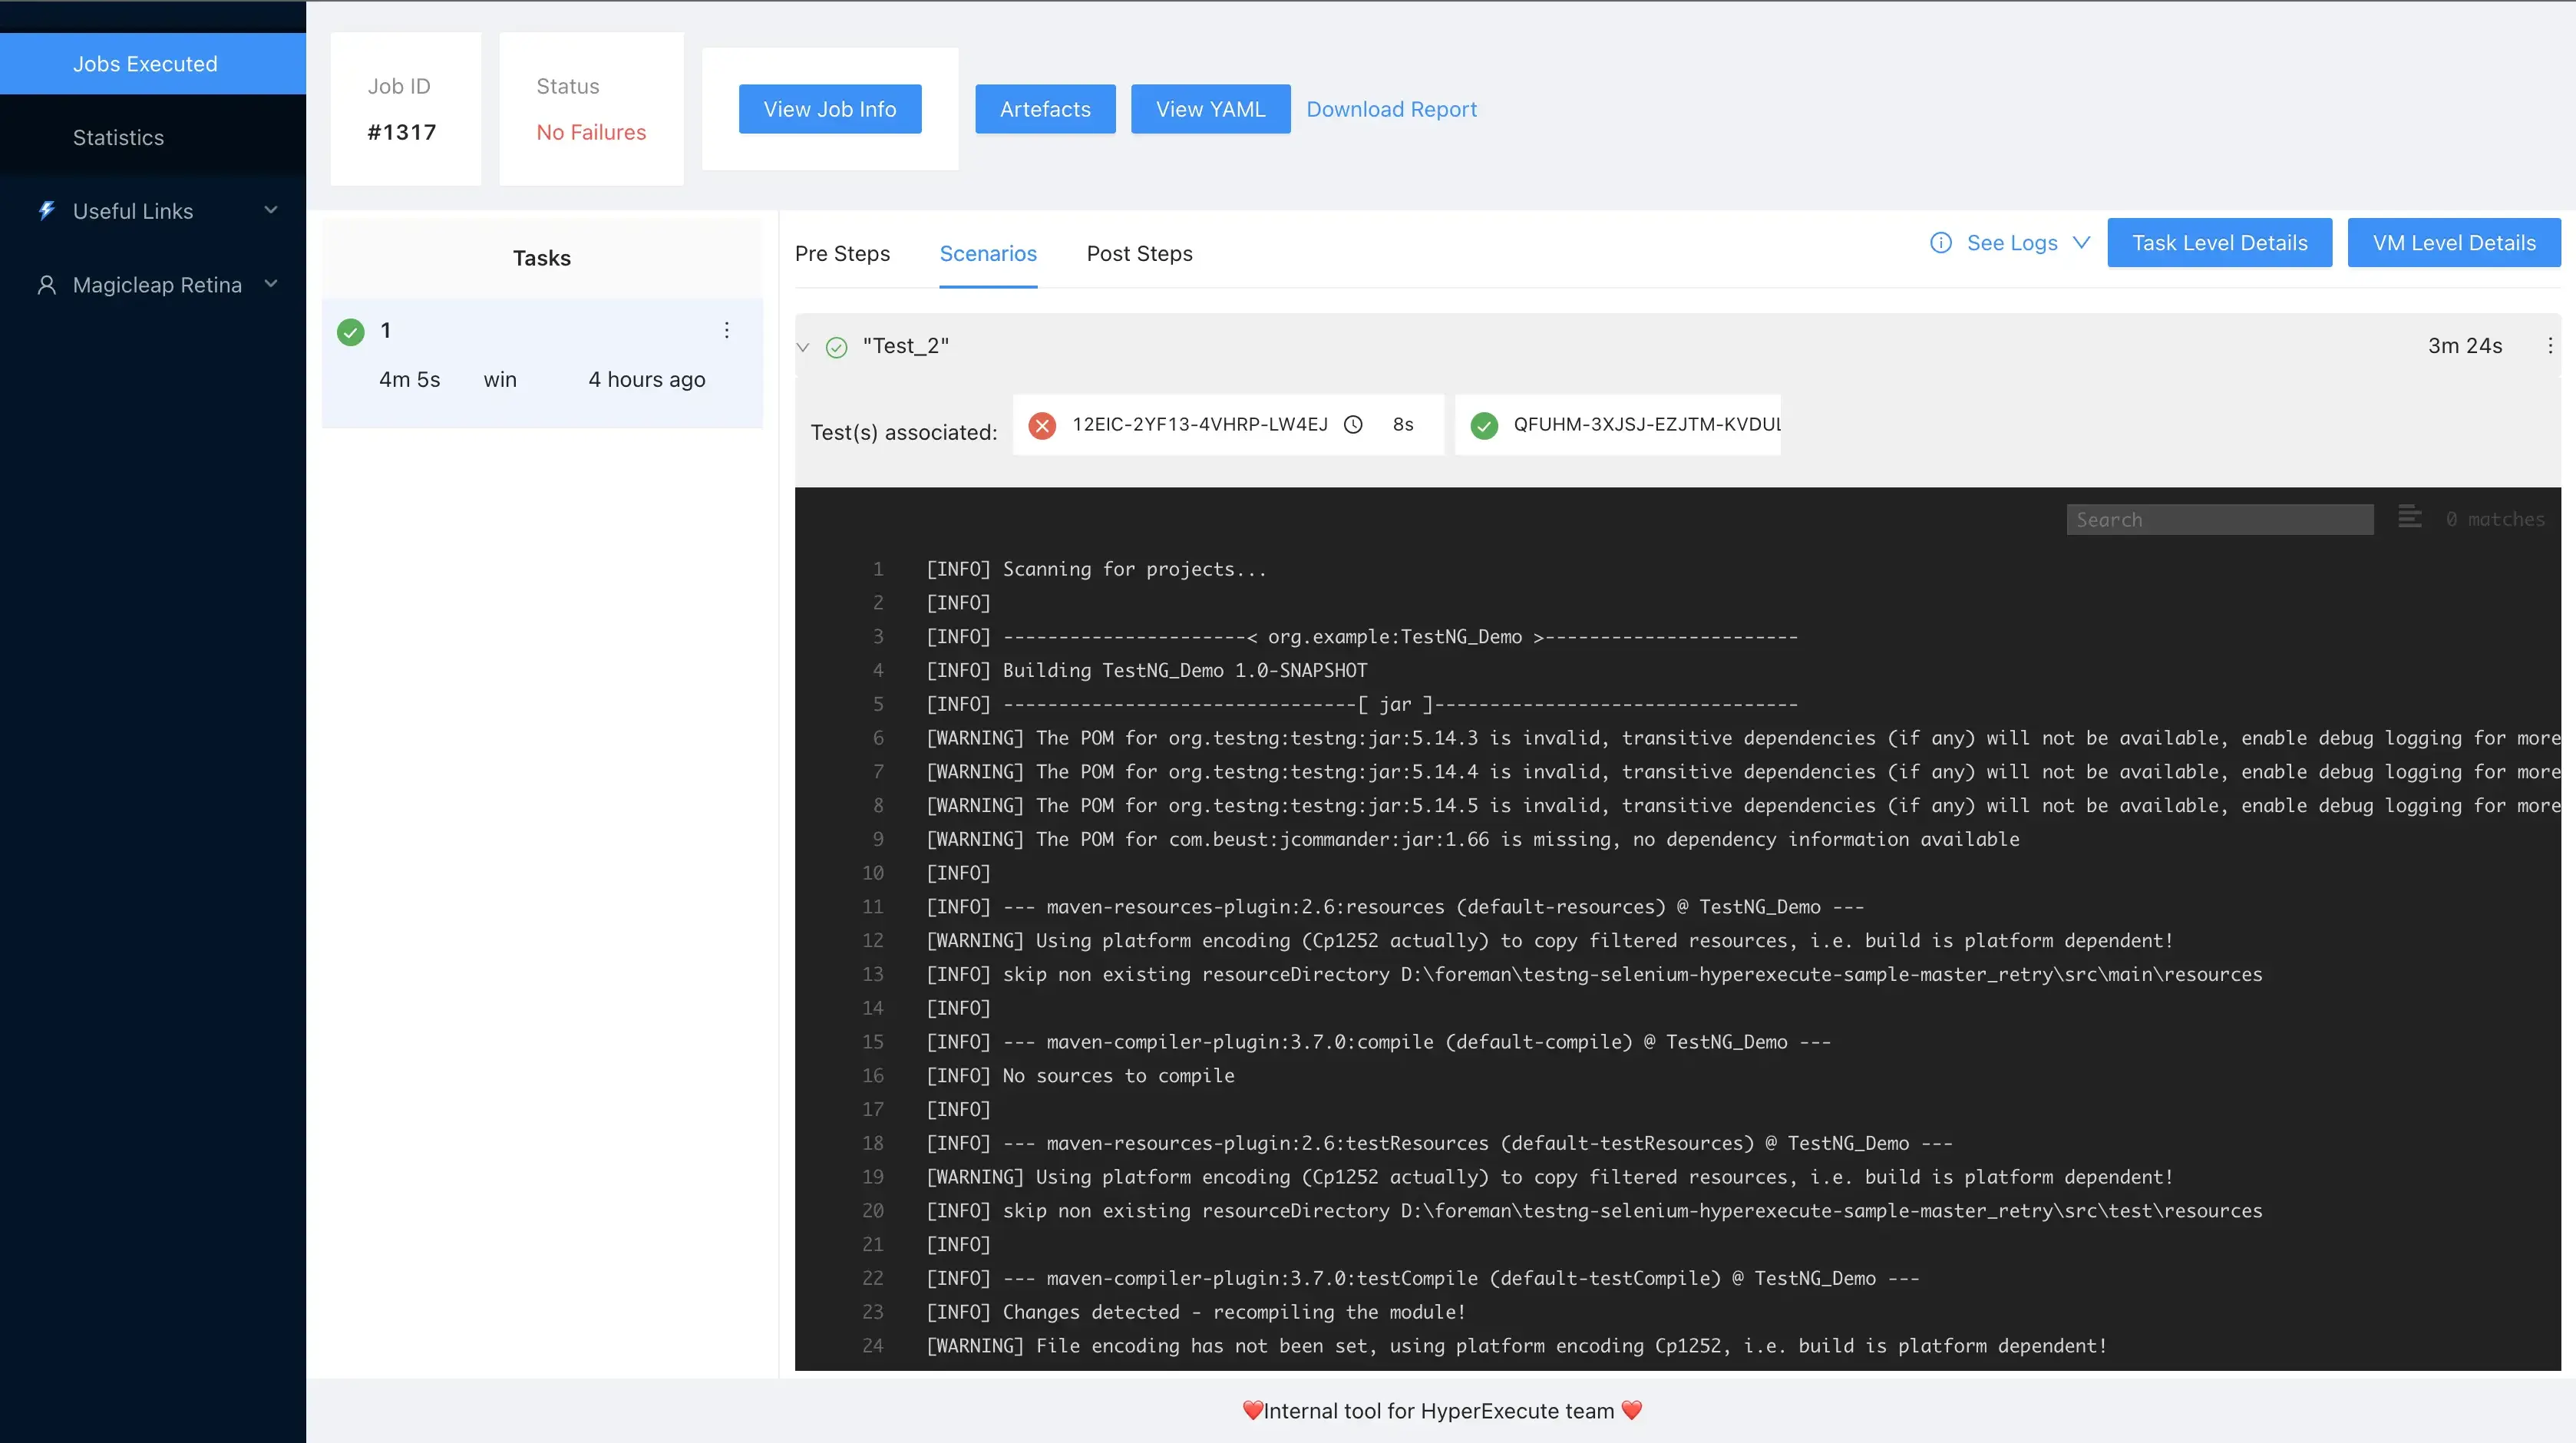 Jobs Executed
Statistics
Useful Links
Magicleap Retina
Job ID
#1317
Status
No Failures
View Job Info
Artefacts
View YAML
Download Report
Tasks
1
4m 5s win 4 hours ago
Pre Steps Scenarios Post Steps
See Logs
Task Level Details
VM Level Details
"Test_2" 3m 24s
Test(s) associated: 12EIC-2YF13-4VHRP-LW4EJ 8s QFUHM-3XJSJ-EZJTM-KVDUL
Search 0 matches
1 [INFO] Scanning for projects...
2 [INFO]
3 [INFO] ----------------------< org.example:TestNG_Demo >-----------------------
4 [INFO] Building TestNG_Demo 1.0-SNAPSHOT
5 [INFO] --------------------------------[ jar ]---------------------------------
6 [WARNING] The POM for org.testng:testng:jar:5.14.3 is invalid, transitive dependencies (if any) will not be available, enable debug logging for more
7 [WARNING] The POM for org.testng:testng:jar:5.14.4 is invalid, transitive dependencies (if any) will not be available, enable debug logging for more
8 [WARNING] The POM for org.testng:testng:jar:5.14.5 is invalid, transitive dependencies (if any) will not be available, enable debug logging for more
9 [WARNING] The POM for com.beust:jcommander:jar:1.66 is missing, no dependency information available
10 [INFO]
11 [INFO] --- maven-resources-plugin:2.6:resources (default-resources) @ TestNG_Demo ---
12 [WARNING] Using platform encoding (Cp1252 actually) to copy filtered resources, i.e. build is platform dependent!
13 [INFO] skip non existing resourceDirectory D:\foreman\testng-selenium-hyperexecute-sample-master_retry\src\main\resources
14 [INFO]
15 [INFO] --- maven-compiler-plugin:3.7.0:compile (default-compile) @ TestNG_Demo ---
16 [INFO] No sources to compile
17 [INFO]
18 [INFO] --- maven-resources-plugin:2.6:testResources (default-testResources) @ TestNG_Demo ---
19 [WARNING] Using platform encoding (Cp1252 actually) to copy filtered resources, i.e. build is platform dependent!
20 [INFO] skip non existing resourceDirectory D:\foreman\testng-selenium-hyperexecute-sample-master_retry\src\test\resources
21 [INFO]
22 [INFO] --- maven-compiler-plugin:3.7.0:testCompile (default-testCompile) @ TestNG_Demo ---
23 [INFO] Changes detected - recompiling the module!
24 [WARNING] File encoding has not been set, using platform encoding Cp1252, i.e. build is platform dependent!
❤️Internal tool for HyperExecute team ❤️